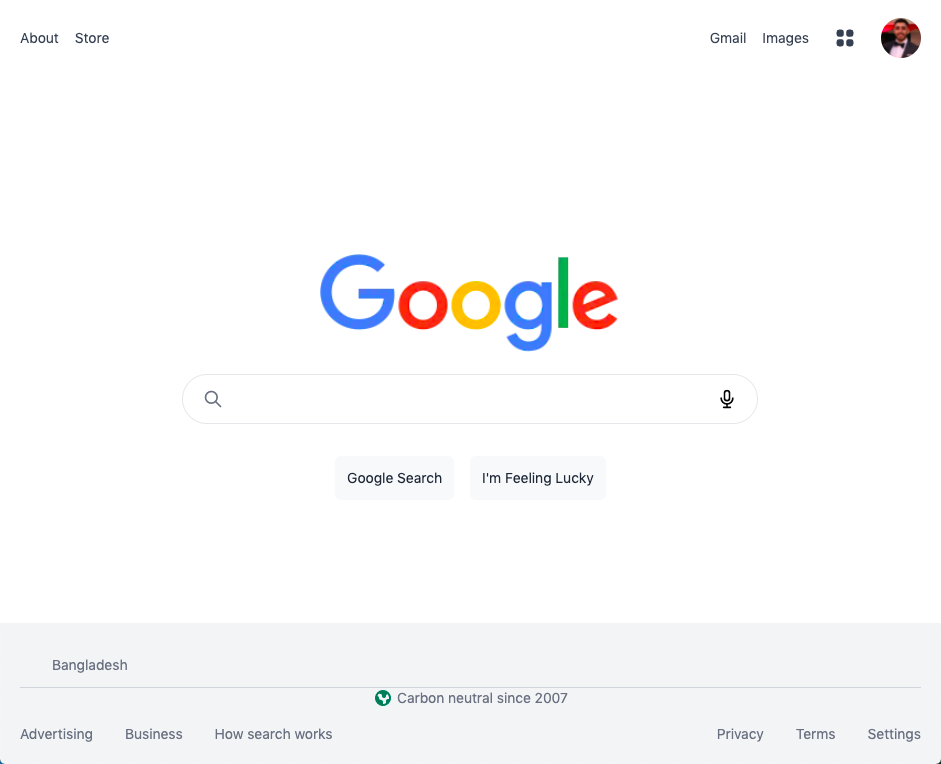 About Store Gmail Images
Google
Google Search I'm Feeling Lucky
Bangladesh
Carbon neutral since 2007
Advertising Business How search works Privacy Terms Settings